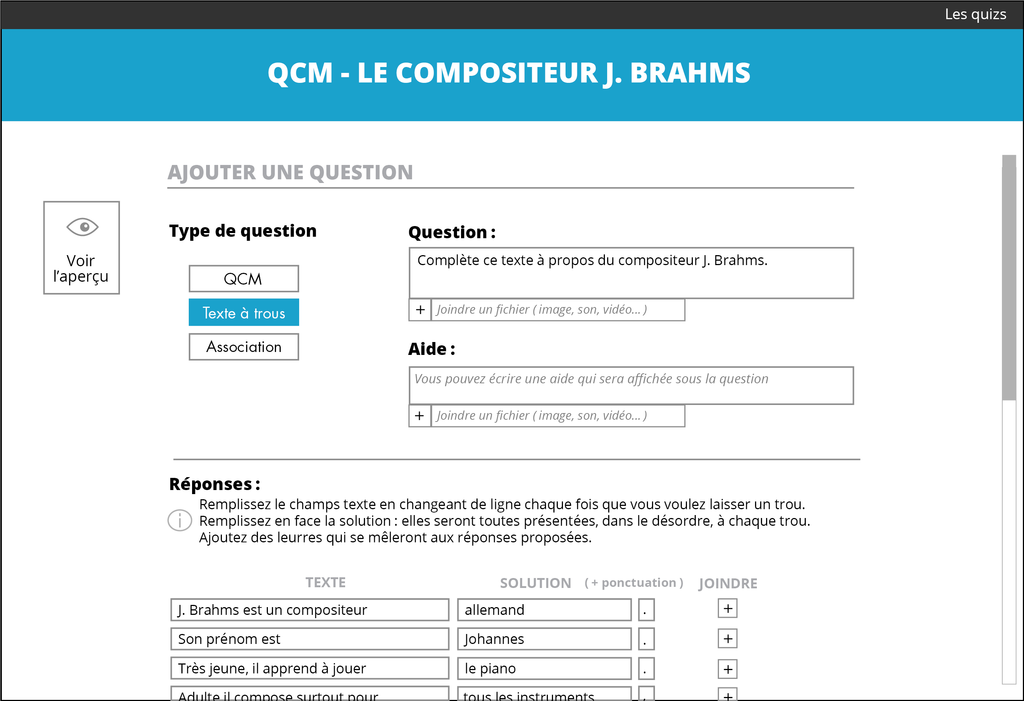 Les quizs
QCM - LE COMPOSITEUR J. BRAHMS
AJOUTER UNE QUESTION
Voir
l'aperçu
Type de question
QCM
Texte à trous
Association
Question :
Complète ce texte à propos du compositeur J. Brahms.
+ Joindre un fichier ( image, son, vidéo... )
Aide :
Vous pouvez écrire une aide qui sera affichée sous la question
+ Joindre un fichier ( image, son, vidéo... )
Réponses :
Remplissez le champs texte en changeant de ligne chaque fois que vous voulez laisser un trou.
Remplissez en face la solution : elles seront toutes présentées, dans le désordre, à chaque trou.
Ajoutez des leurres qui se mêleront aux réponses proposées.
TEXTE SOLUTION ( + ponctuation ) JOINDRE
J. Brahms est un compositeur allemand . +
Son prénom est Johannes . +
Très jeune, il apprend à jouer le piano . +
Adulte il compose surtout pour tous les instruments . +